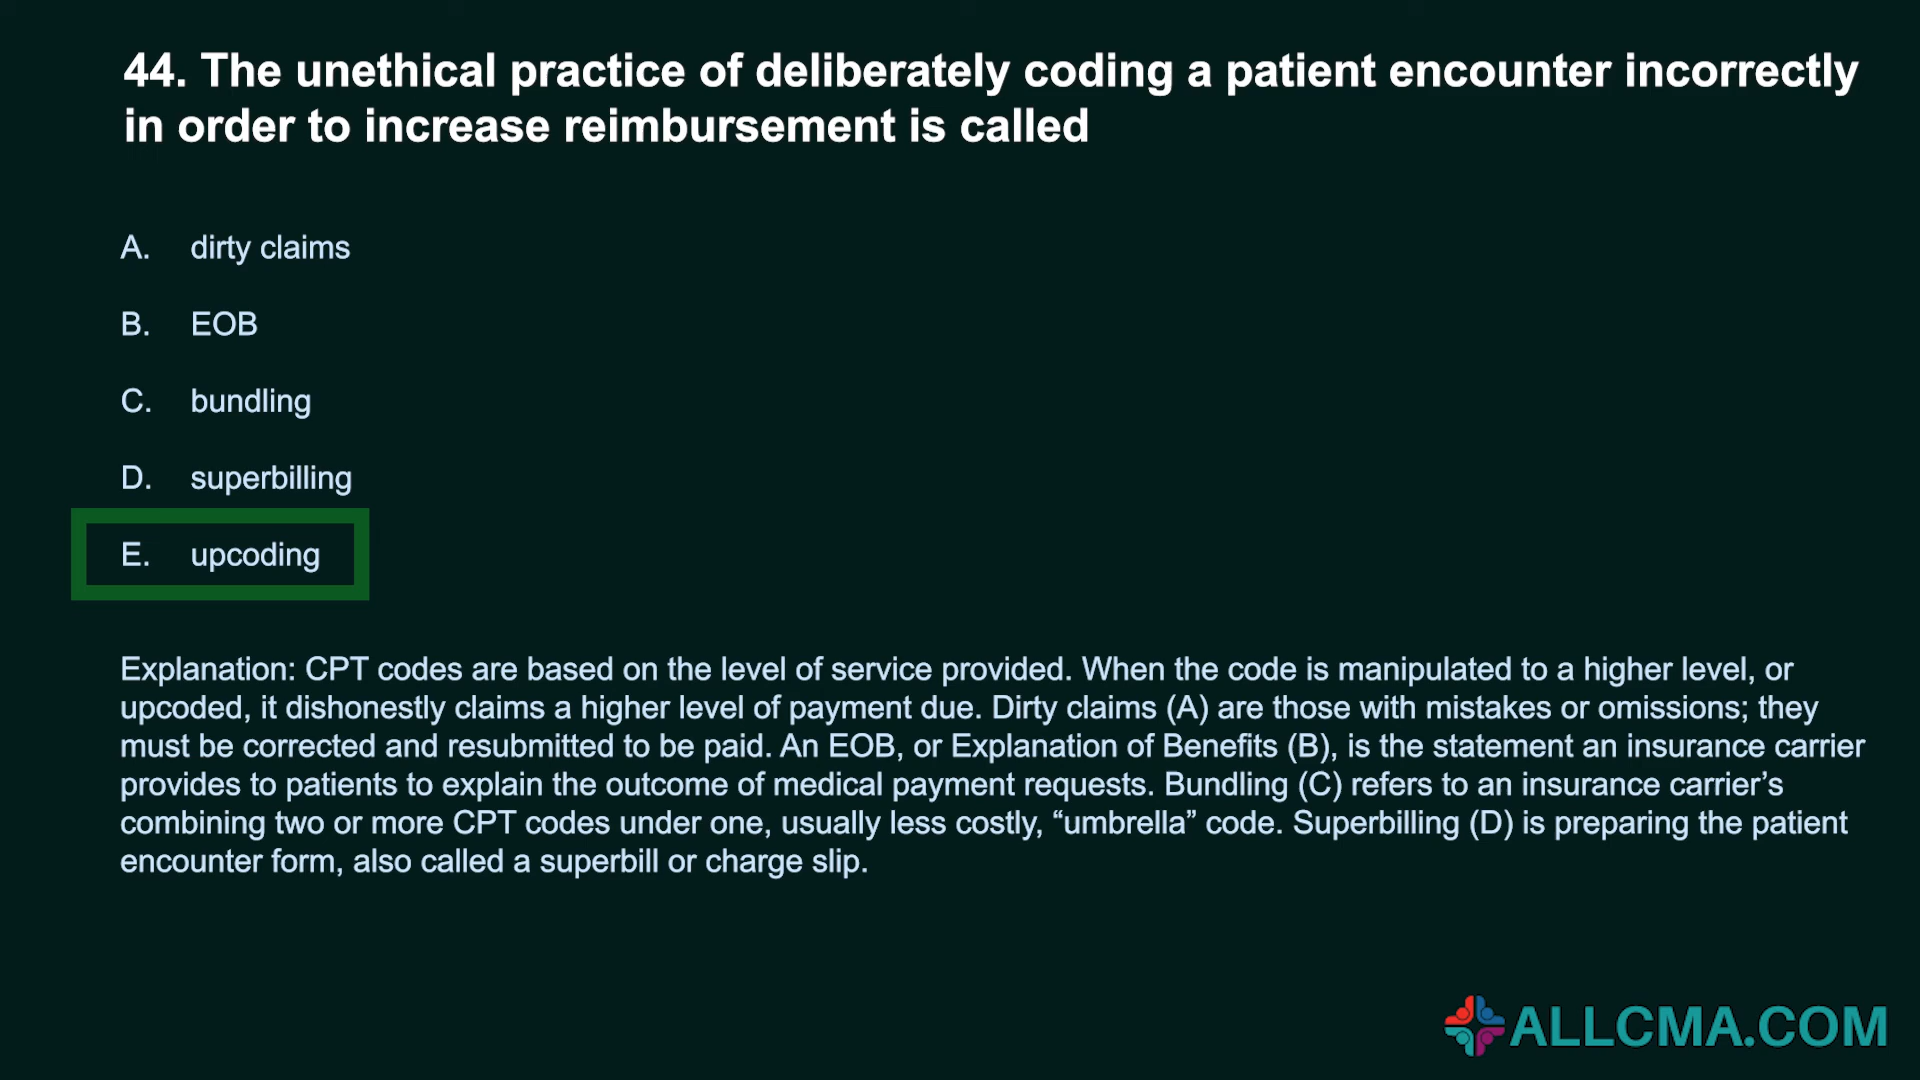 44. The unethical practice of deliberately coding a patient encounter incorrectly
in order to increase reimbursement is called
A. dirty claims
B. EOB
C. bundling
D. superbilling
E. upcoding
Explanation: CPT codes are based on the level of service provided. When the code is manipulated to a higher level, or
upcoded, it dishonestly claims a higher level of payment due. Dirty claims (A) are those with mistakes or omissions; they
must be corrected and resubmitted to be paid. An EOB, or Explanation of Benefits (B), is the statement an insurance carrier
provides to patients to explain the outcome of medical payment requests. Bundling (C) refers to an insurance carrier’s
combining two or more CPT codes under one, usually less costly, “umbrella” code. Superbilling (D) is preparing the patient
encounter form, also called a superbill or charge slip.
ALLCMA.COM